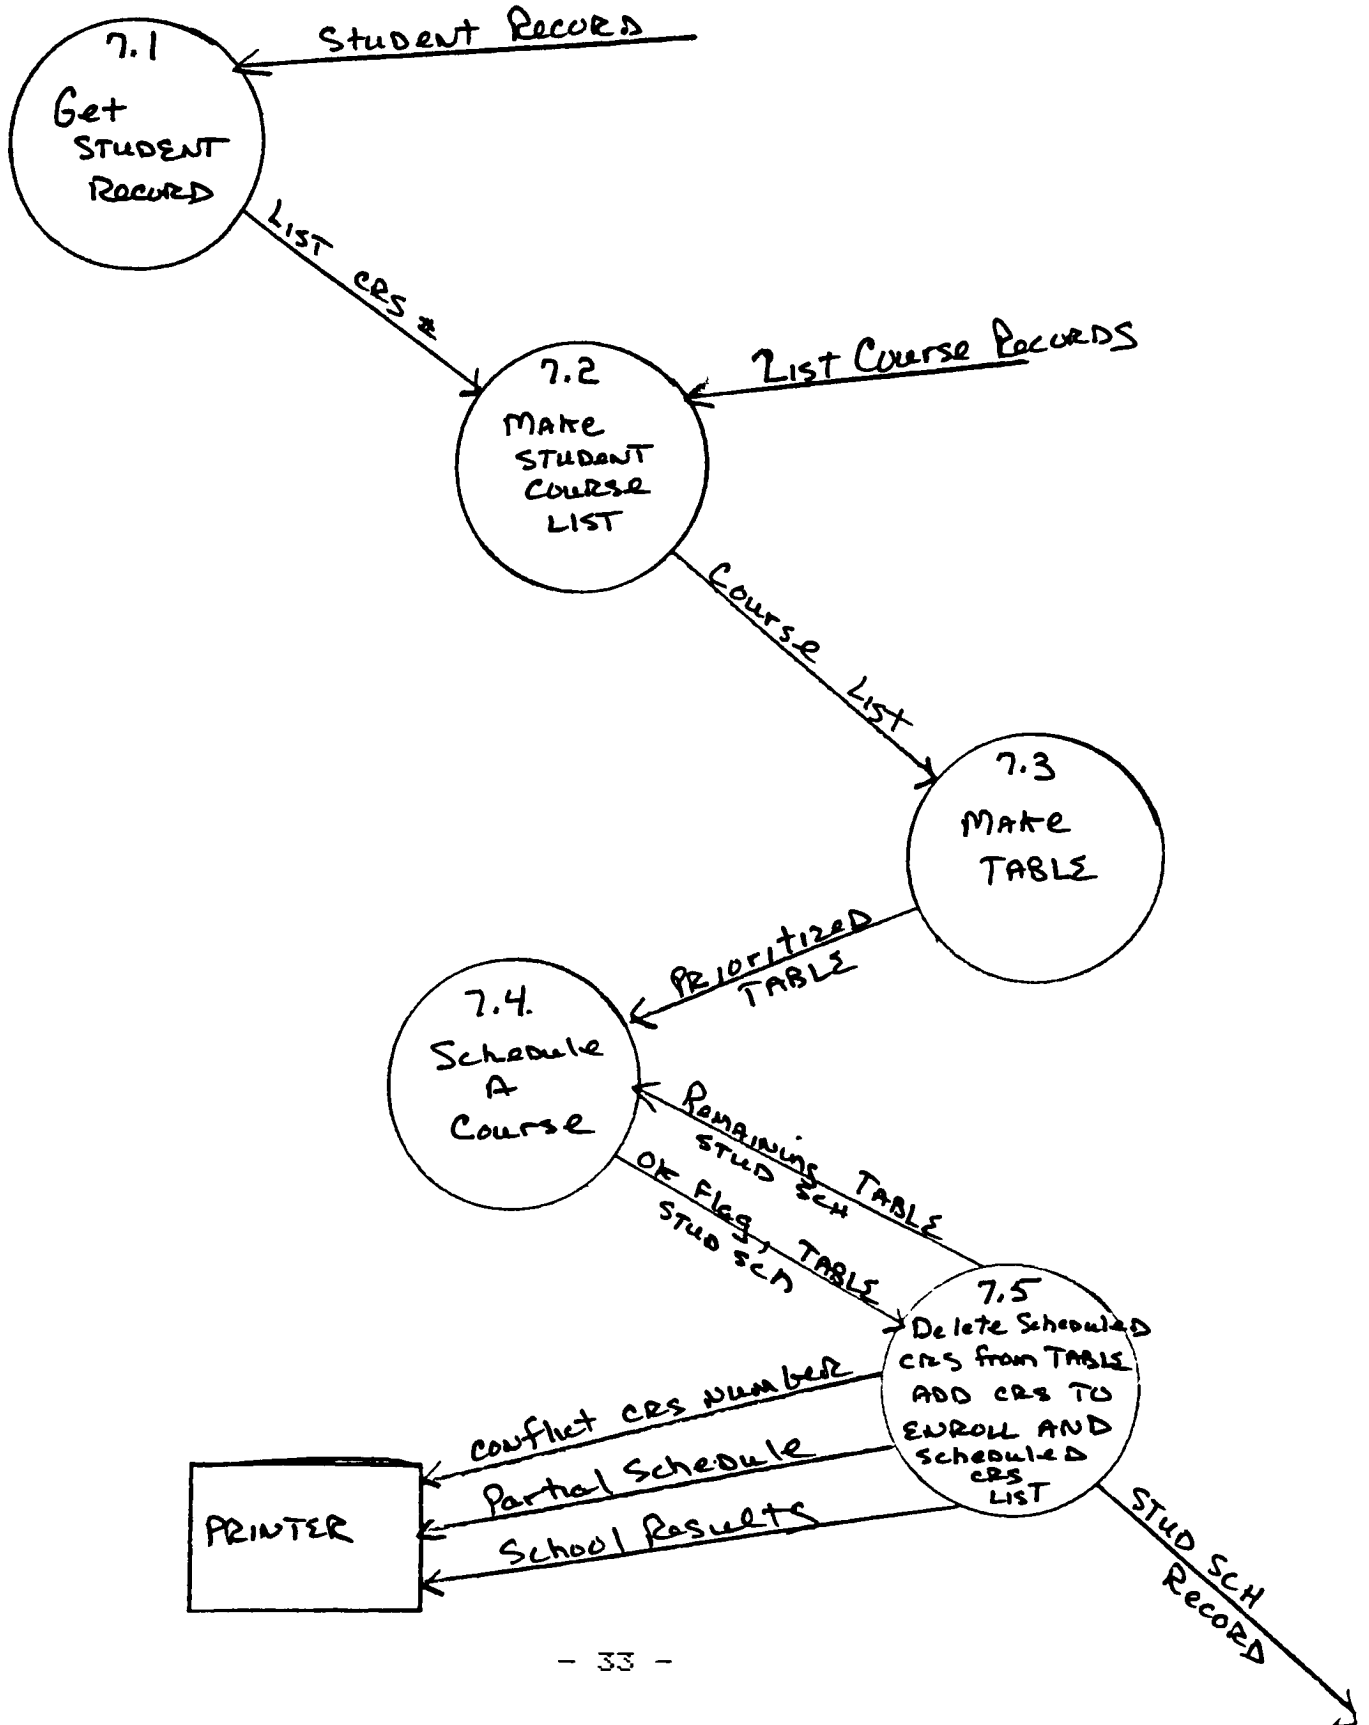 7.1
Get
STUDENT
RECORD
Student Record
LIST CRS #
7.2
Make
STUDENT
Course
LIST
List Course Records
Course List
7.3
Make
TABLE
Prioritized
TABLE
7.4.
Schedule
A
Course
Remaining TABLE
STUD SCH
OK Flag, TABLE
STUD SCH
7.5
Delete Scheduled
CRS from TABLE
ADD CRS TO
ENROLL AND
Scheduled
CRS
LIST
Conflict CRS Number
Partial Schedule
School Results
PRINTER
STUD SCH
Record
- 33 -